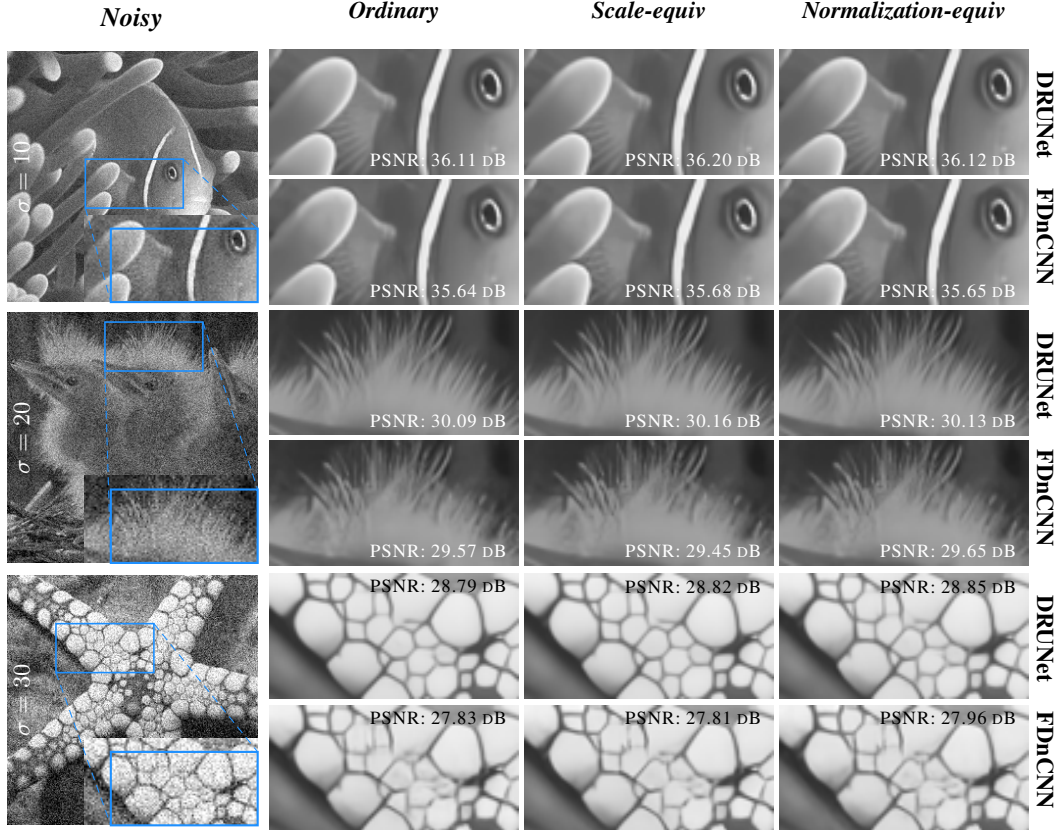 Noisy Ordinary Scale-equiv Normalization-equiv
σ = 10
PSNR: 36.11 DB PSNR: 36.20 DB PSNR: 36.12 DB
DRUNet
PSNR: 35.64 DB PSNR: 35.68 DB PSNR: 35.65 DB
FDnCNN
σ = 20
PSNR: 30.09 DB PSNR: 30.16 DB PSNR: 30.13 DB
DRUNet
PSNR: 29.57 DB PSNR: 29.45 DB PSNR: 29.65 DB
FDnCNN
σ = 30
PSNR: 28.79 DB PSNR: 28.82 DB PSNR: 28.85 DB
DRUNet
PSNR: 27.83 DB PSNR: 27.81 DB PSNR: 27.96 DB
FDnCNN